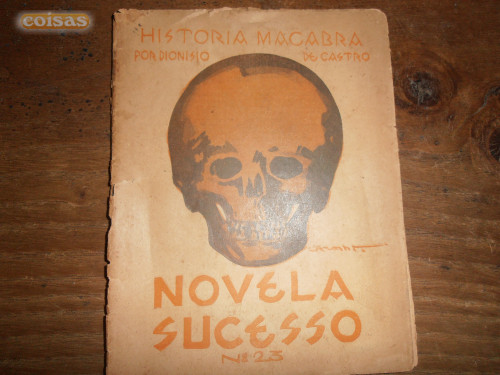 coisas
HISTORIA MACABRA
POR DIONISIO DE CASTRO
NOVELA
SUCESSO
Nº 23